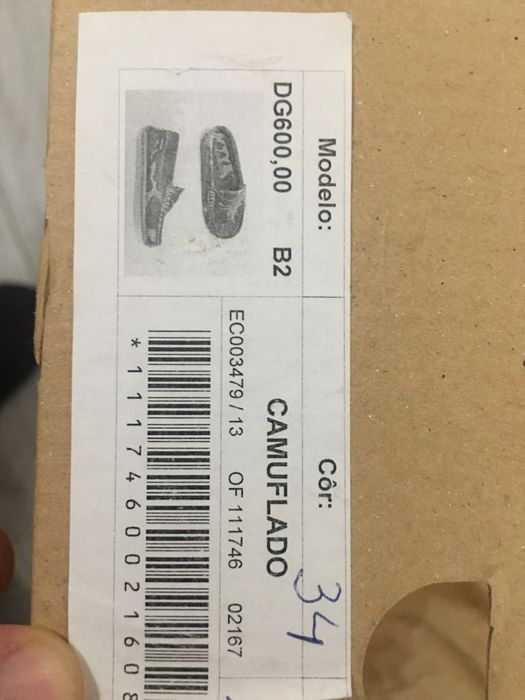 Modelo: Côr:
34
DG600,00 B2 CAMUFLADO
EC003479 / 13 OF 111746 02167
*1117460021608